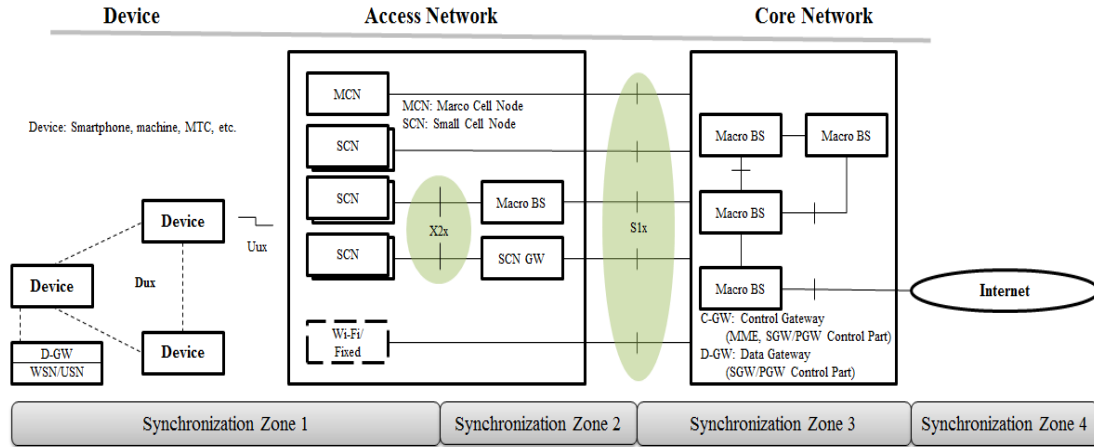 Device
Access Network
Core Network
MCN
MCN: Marco Cell Node
SCN: Small Cell Node
Device: Smartphone, machine, MTC, etc.
SCN
Macro BS
Macro BS
SCN
Macro BS
Macro BS
Device
Uux
X2x
S1x
SCN
SCN GW
Device
Dux
Macro BS
Internet
C-GW: Control Gateway
(MME, SGW/PGW Control Part)
D-GW: Data Gateway
(SGW/PGW Control Part)
Wi-Fi/
Fixed
Device
D-GW
WSN/USN
Synchronization Zone 1
Synchronization Zone 2
Synchronization Zone 3
Synchronization Zone 4